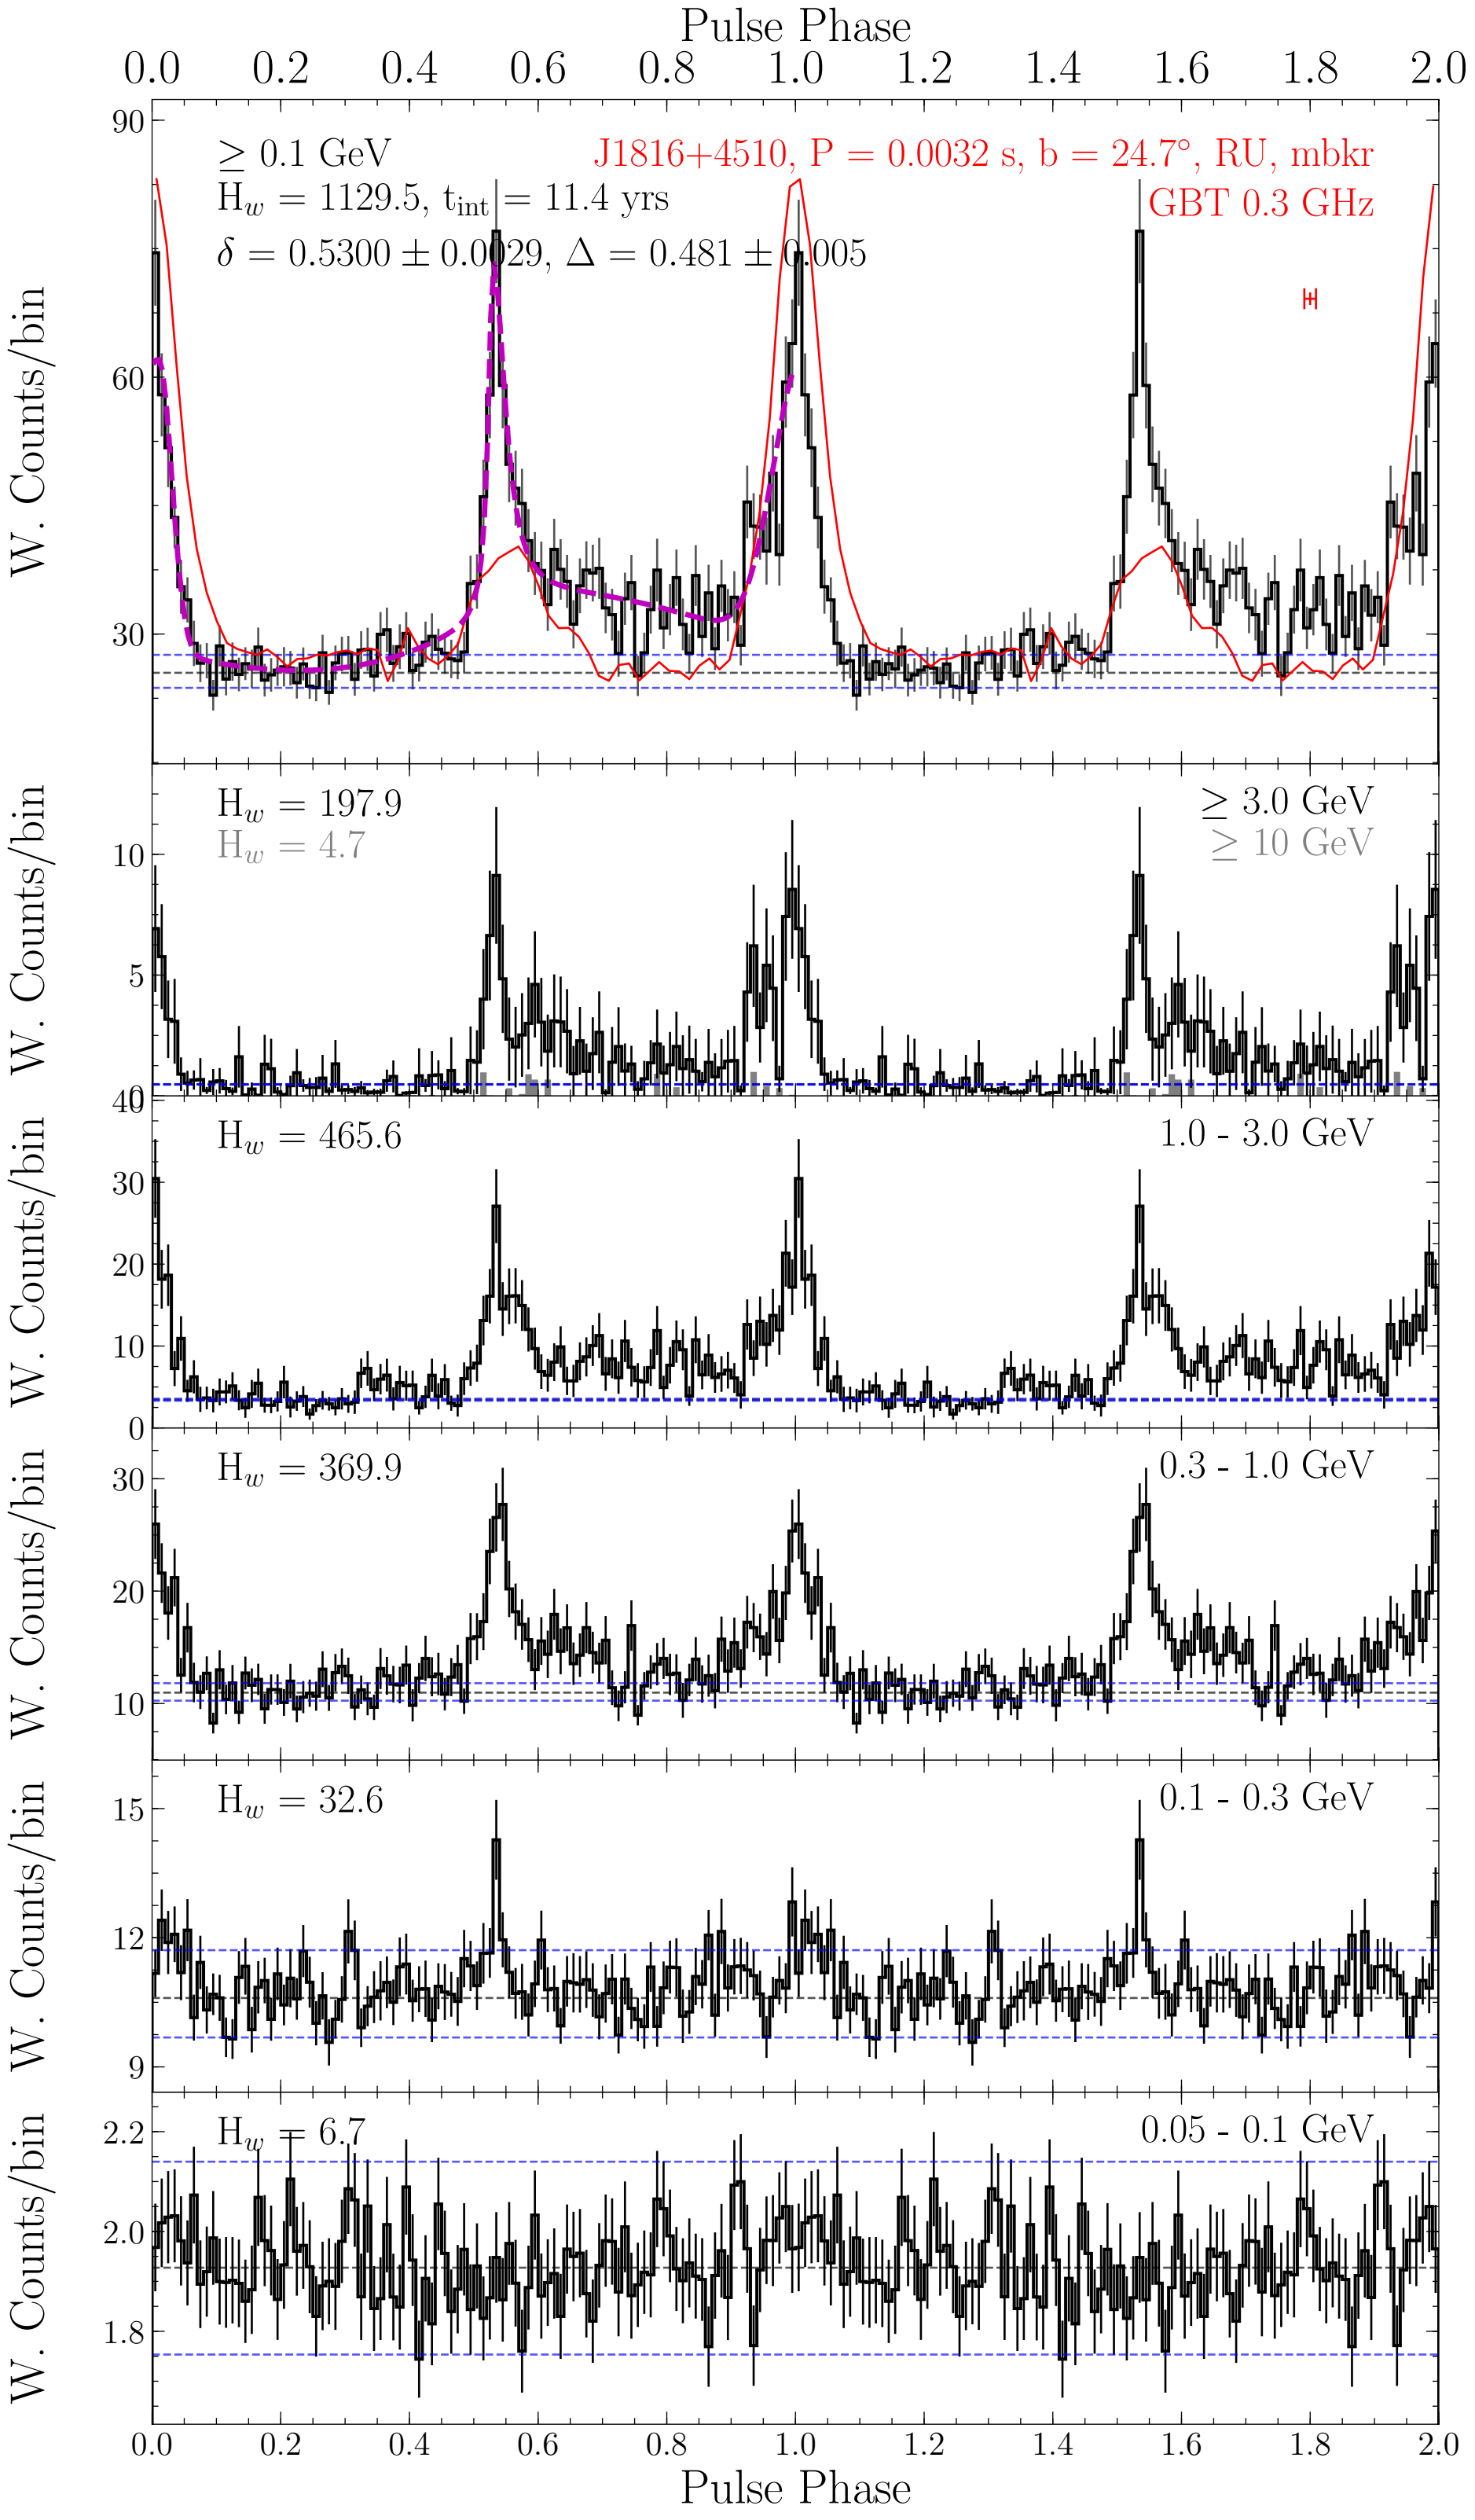 Pulse Phase
0.0 0.2 0.4 0.6 0.8 1.0 1.2 1.4 1.6 1.8 2.0
W. Counts/bin
90
60
30
≥ 0.1 GeV
H_w = 1129.5, t_int = 11.4 yrs
δ = 0.5300 ± 0.0029, Δ = 0.481 ± 0.005
J1816+4510, P = 0.0032 s, b = 24.7°, RU, mbkr
GBT 0.3 GHz
W. Counts/bin
10
5
0
H_w = 197.9
H_w = 4.7
≥ 3.0 GeV
≥ 10 GeV
W. Counts/bin
40
30
20
10
0
H_w = 465.6
1.0 - 3.0 GeV
W. Counts/bin
30
20
10
H_w = 369.9
0.3 - 1.0 GeV
W. Counts/bin
15
12
9
H_w = 32.6
0.1 - 0.3 GeV
W. Counts/bin
2.2
2.0
1.8
H_w = 6.7
0.05 - 0.1 GeV
0.0 0.2 0.4 0.6 0.8 1.0 1.2 1.4 1.6 1.8 2.0
Pulse Phase